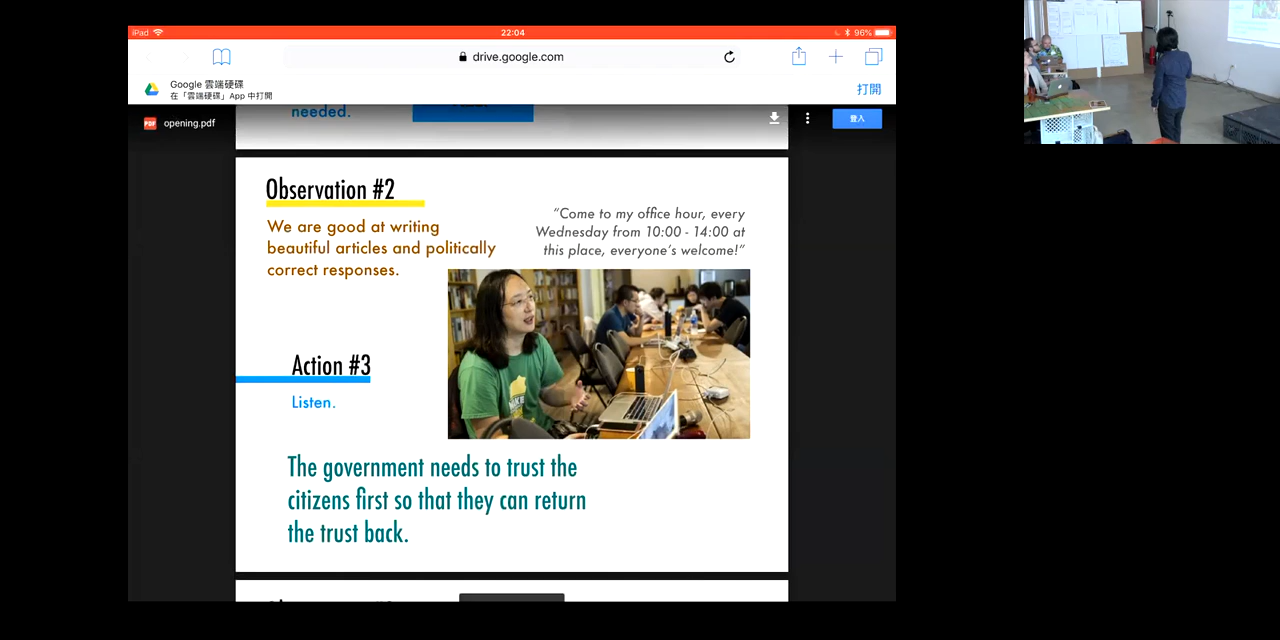 iPad
22:04
96%
drive.google.com
Google 雲端硬碟
在「雲端硬碟」App 中打開
打開
needed.
PDF
opening.pdf
登入
Observation #2
We are good at writing
beautiful articles and politically
correct responses.
“Come to my office hour, every
Wednesday from 10:00 - 14:00 at
this place, everyone’s welcome!”
Action #3
Listen.
The government needs to trust the
citizens first so that they can return
the trust back.